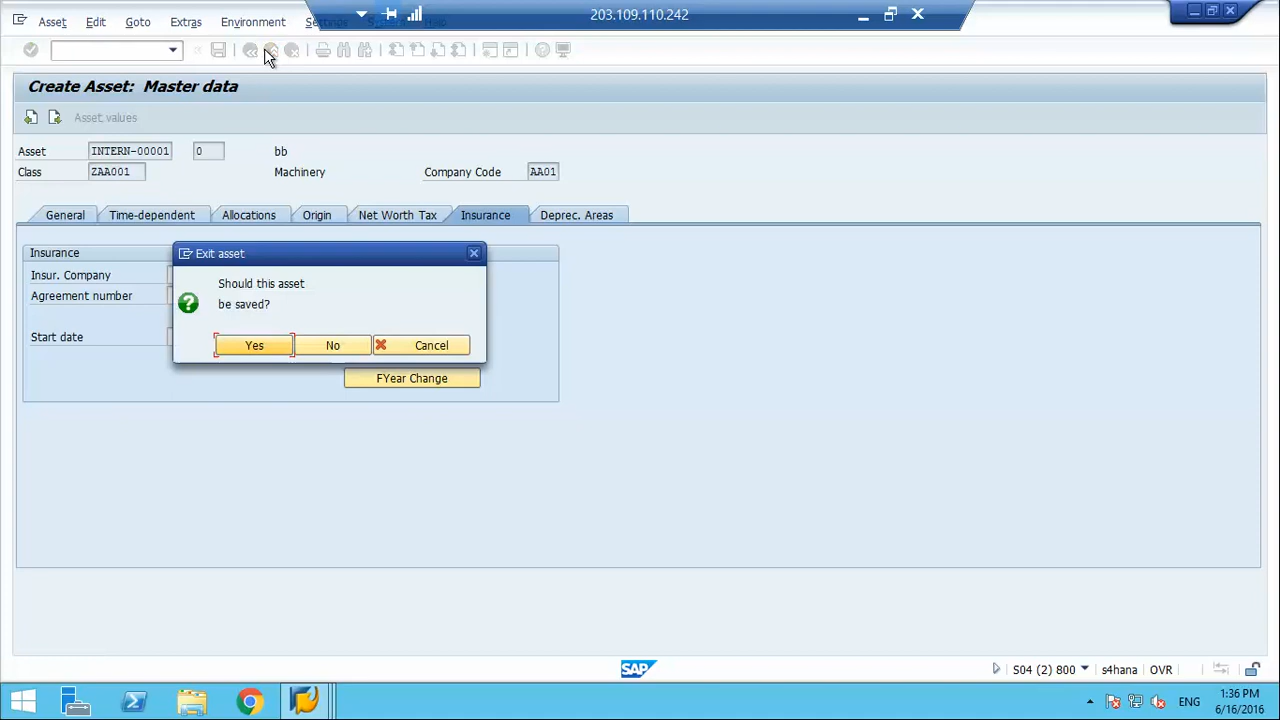 203.109.110.242
Asset Edit Goto Extras Environment Settings System Help
Create Asset: Master data
Asset values
Asset INTERN-00001 0 bb
Class ZAA001 Machinery Company Code AA01
General Time-dependent Allocations Origin Net Worth Tax Insurance Deprec. Areas
Insurance
Exit asset
Insur. Company
Should this asset
Agreement number
be saved?
Start date
Yes No Cancel
FYear Change
SAP
S04 (2) 800 s4hana OVR
ENG
1:36 PM
6/16/2016